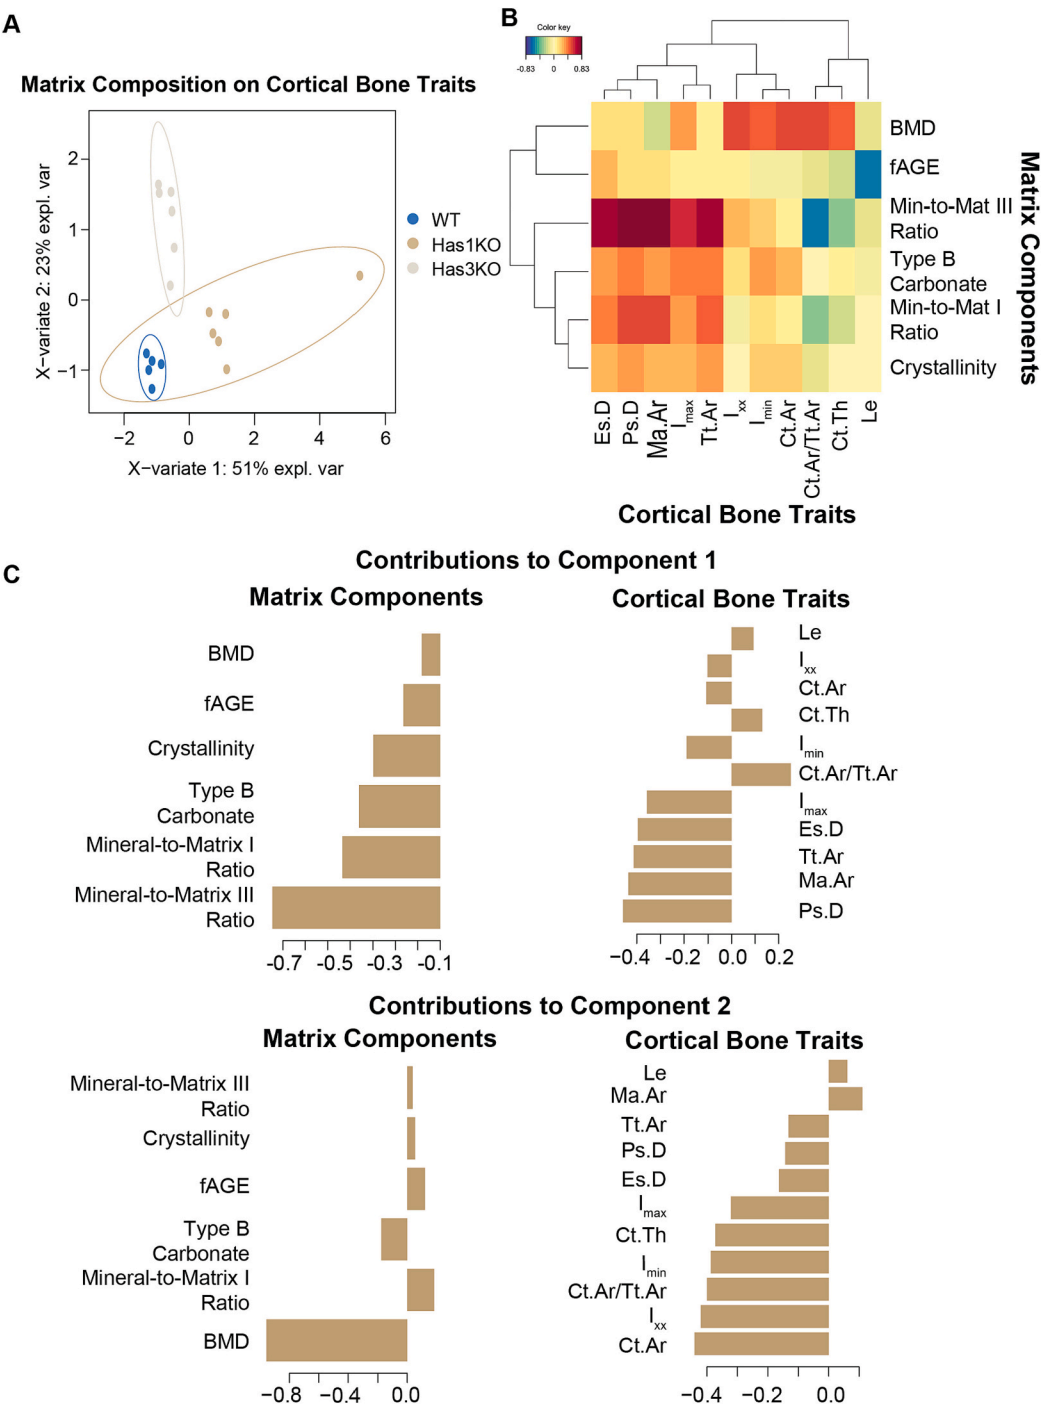 A
Matrix Composition on Cortical Bone Traits
X−variate 2: 23% expl. var
2
1
0
−1
−2
0
2
4
6
X−variate 1: 51% expl. var
WT
Has1KO
Has3KO
B
Color key
-0.83
0
0.83
BMD
fAGE
Min-to-Mat III
Ratio
Type B
Carbonate
Min-to-Mat I
Ratio
Crystallinity
Matrix Components
Es.D
Ps.D
Ma.Ar
Imax
Tt.Ar
Ixx
Imin
Ct.Ar
Ct.Ar/Tt.Ar
Ct.Th
Le
Cortical Bone Traits
C
Contributions to Component 1
Matrix Components
BMD
fAGE
Crystallinity
Type B
Carbonate
Mineral-to-Matrix I
Ratio
Mineral-to-Matrix III
Ratio
-0.7 -0.5 -0.3 -0.1
Cortical Bone Traits
Le
Ixx
Ct.Ar
Ct.Th
Imin
Ct.Ar/Tt.Ar
Imax
Es.D
Tt.Ar
Ma.Ar
Ps.D
−0.4 -0.2 0.0 0.2
Contributions to Component 2
Matrix Components
Mineral-to-Matrix III
Ratio
Crystallinity
fAGE
Type B
Carbonate
Mineral-to-Matrix I
Ratio
BMD
−0.8 −0.4 0.0
Cortical Bone Traits
Le
Ma.Ar
Tt.Ar
Ps.D
Es.D
Imax
Ct.Th
Imin
Ct.Ar/Tt.Ar
Ixx
Ct.Ar
−0.4 −0.2 0.0